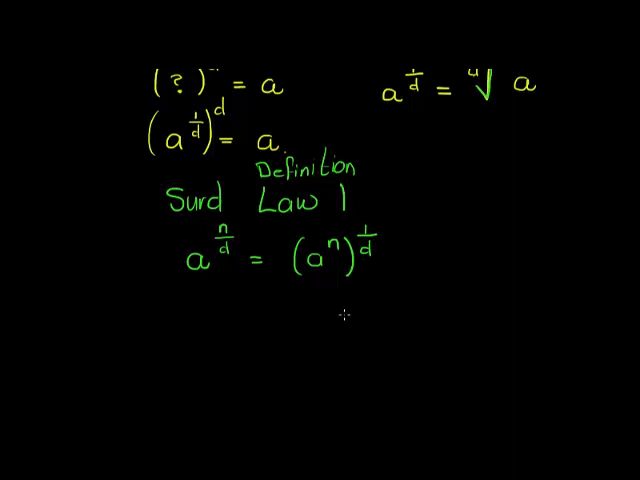 (?)ᵈ = a
a^(1/d) = ᵈ√a
(a^(1/d))^d = a.
Definition
Surd Law 1
a^(n/d) = (a^n)^(1/d)